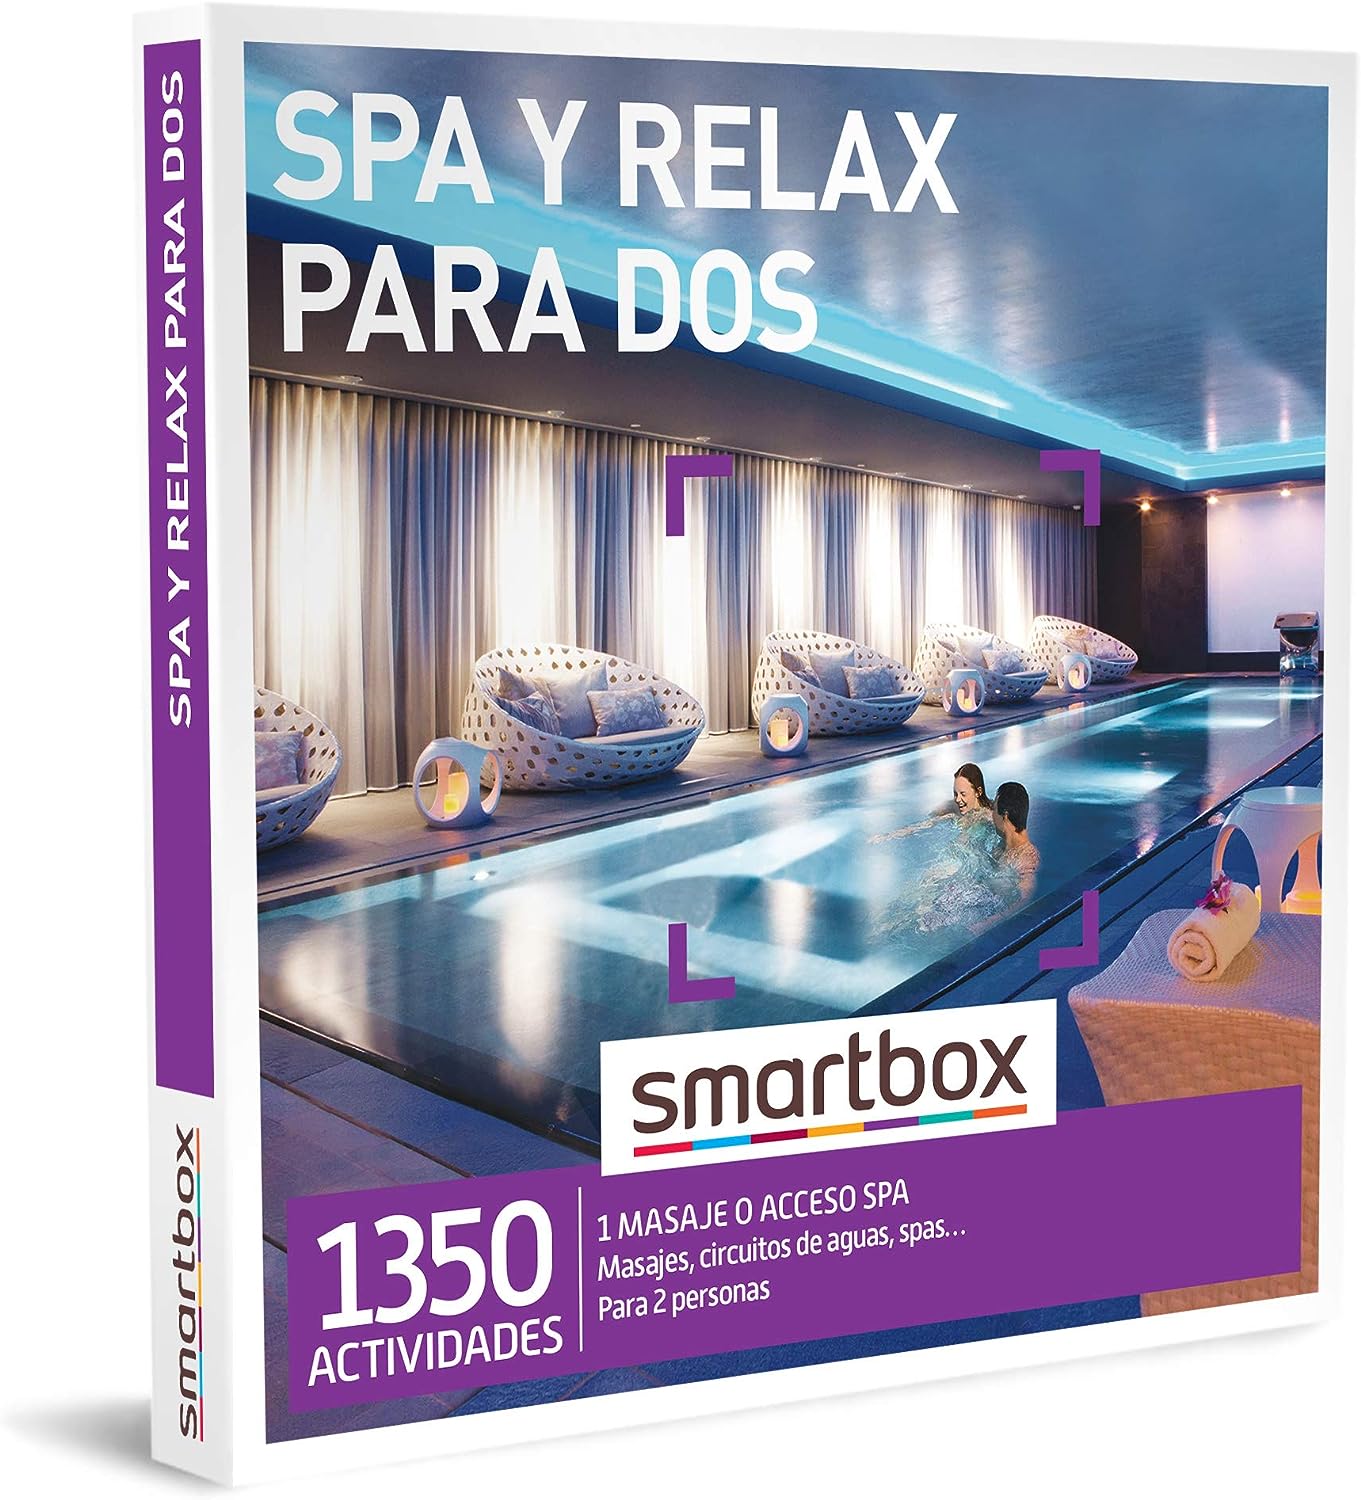 SPA Y RELAX PARA DOS
smartbox
SPA Y RELAX
PARA DOS
smartbox
1350
ACTIVIDADES
1 MASAJE O ACCESO SPA
Masajes, circuitos de aguas, spas...
Para 2 personas